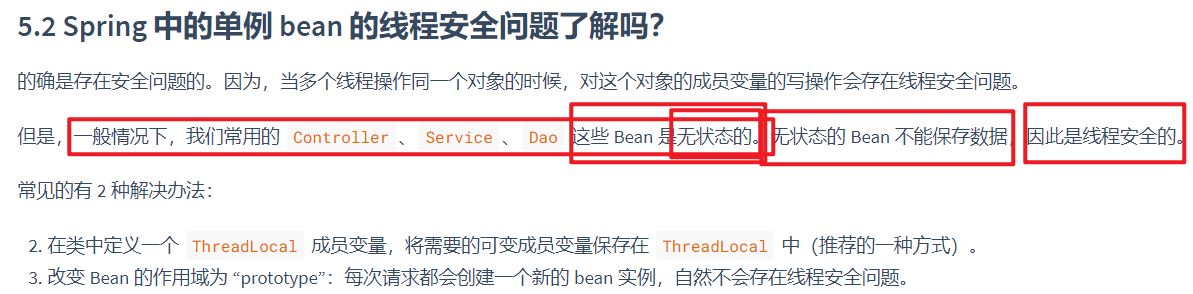 5.2 Spring 中的单例 bean 的线程安全问题了解吗？
的确是存在安全问题的。因为，当多个线程操作同一个对象的时候，对这个对象的成员变量的写操作会存在线程安全问题。
但是，一般情况下，我们常用的 Controller、Service、Dao 这些 Bean 是无状态的。无状态的 Bean 不能保存数据，因此是线程安全的。
常见的有 2 种解决办法：
2. 在类中定义一个 ThreadLocal 成员变量，将需要的可变成员变量保存在 ThreadLocal 中（推荐的一种方式）。
3. 改变 Bean 的作用域为 “prototype”：每次请求都会创建一个新的 bean 实例，自然不会存在线程安全问题。